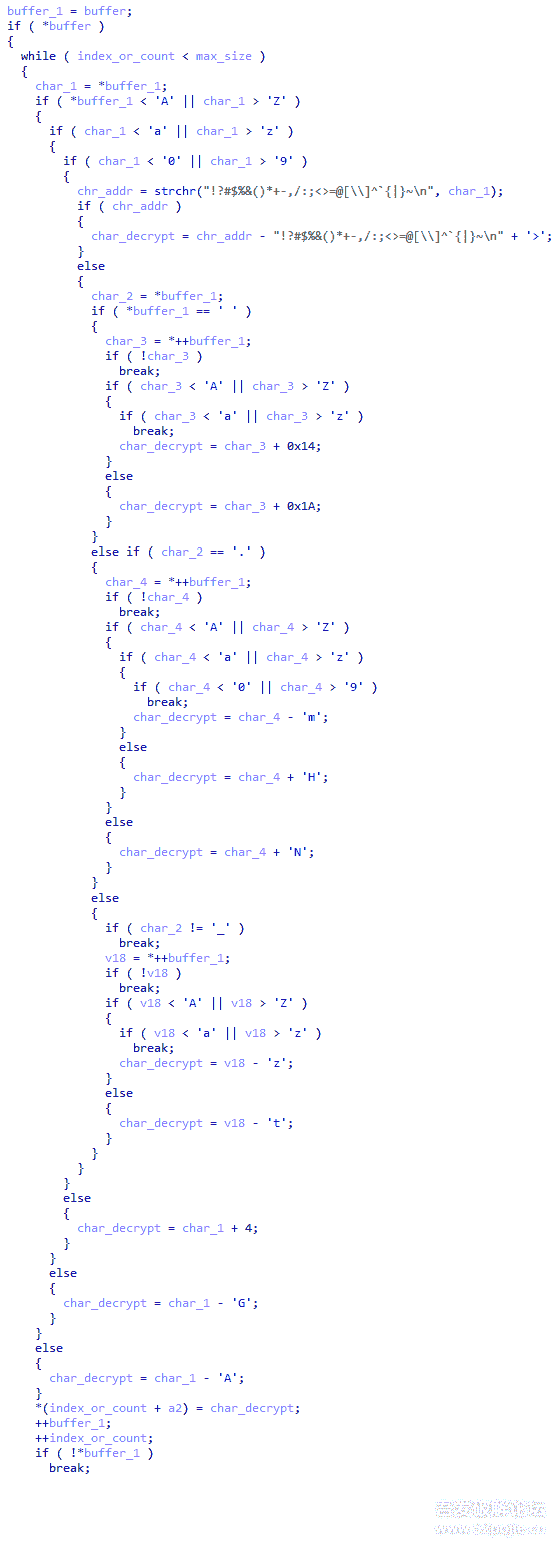 buffer_1 = buffer;
if ( *buffer )
{
while ( index_or_count < max_size )
{
char_1 = *buffer_1;
if ( *buffer_1 < 'A' || char_1 > 'Z' )
{
if ( char_1 < 'a' || char_1 > 'z' )
{
if ( char_1 < '0' || char_1 > '9' )
{
chr_addr = strchr("!?#$%&()*+-,/:;<>=@[\\]^`{|}~\n", char_1);
if ( chr_addr )
{
char_decrypt = chr_addr - "!?#$%&()*+-,/:;<>=@[\\]^`{|}~\n" + '>';
}
else
{
char_2 = *buffer_1;
if ( *buffer_1 == ' ' )
{
char_3 = *++buffer_1;
if ( !char_3 )
break;
if ( char_3 < 'A' || char_3 > 'Z' )
{
if ( char_3 < 'a' || char_3 > 'z' )
break;
char_decrypt = char_3 + 0x14;
}
else
{
char_decrypt = char_3 + 0x1A;
}
}
else if ( char_2 == '.' )
{
char_4 = *++buffer_1;
if ( !char_4 )
break;
if ( char_4 < 'A' || char_4 > 'Z' )
{
if ( char_4 < 'a' || char_4 > 'z' )
{
if ( char_4 < '0' || char_4 > '9' )
break;
char_decrypt = char_4 - 'm';
}
else
{
char_decrypt = char_4 + 'H';
}
}
else
{
char_decrypt = char_4 + 'N';
}
}
else
{
if ( char_2 != '_' )
break;
v18 = *++buffer_1;
if ( !v18 )
break;
if ( v18 < 'A' || v18 > 'Z' )
{
if ( v18 < 'a' || v18 > 'z' )
break;
char_decrypt = v18 - 'z';
}
else
{
char_decrypt = v18 - 't';
}
}
}
}
else
{
char_decrypt = char_1 + 4;
}
}
else
{
char_decrypt = char_1 - 'G';
}
}
else
{
char_decrypt = char_1 - 'A';
}
*(index_or_count + a2) = char_decrypt;
++buffer_1;
++index_or_count;
if ( !*buffer_1 )
break;